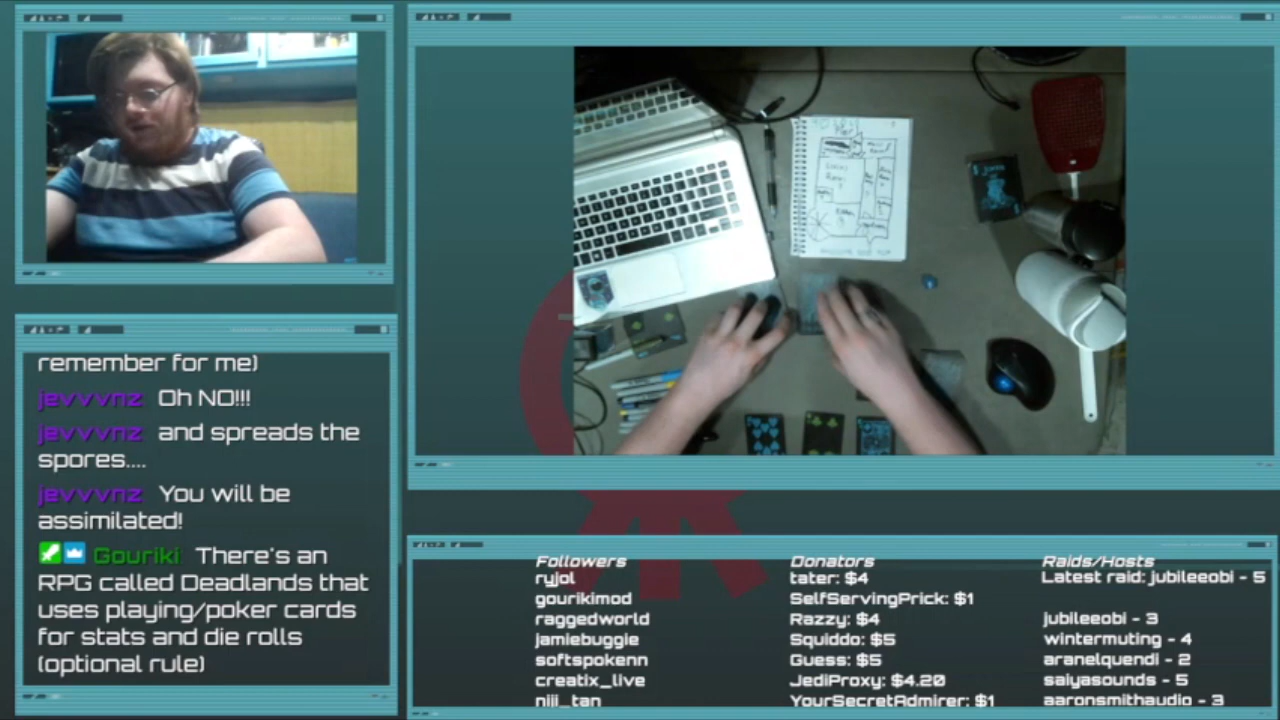 remember for me)
jevvvnz Oh NO!!!
jevvvnz and spreads the
spores....
jevvvnz You will be
assimilated!
Gouriki There's an
RPG called Deadlands that
uses playing/poker cards
for stats and die rolls
(optional rule)
Followers
ryjol
gourikimod
raggedworld
jamiebuggie
softspokenn
creatix_live
niji_tan
Donators
tater: $4
SelfServingPrick: $1
Razzy: $4
Squiddo: $5
Guess: $5
JediProxy: $4.20
YourSecretAdmirer: $1
Raids/Hosts
Latest raid: jubileeobi - 5
jubileeobi - 3
wintermuting - 4
aranelquendi - 2
saiyasounds - 5
aaronsmithaudio - 3